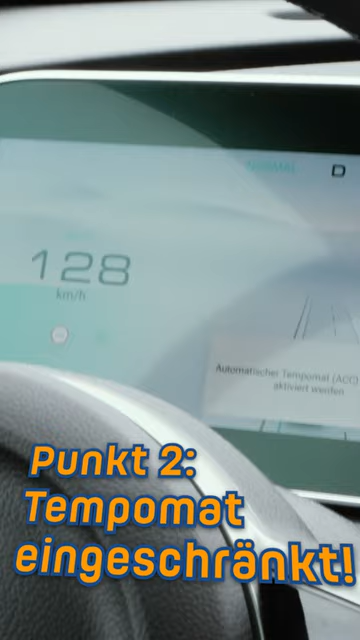 NORMAL D
128
km/h
Automatischer Tempomat (ACC)
aktiviert werden
Punkt 2:
Tempomat
eingeschränkt!